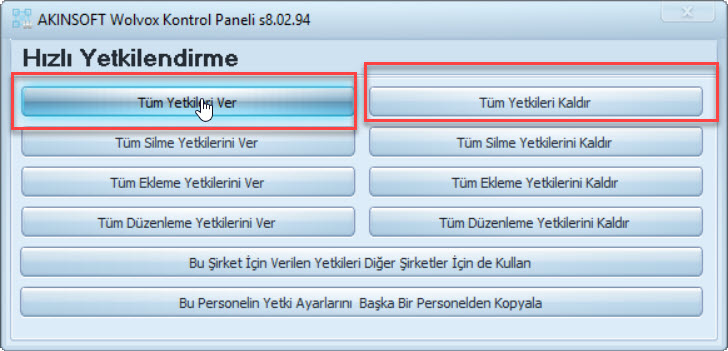 AKINSOFT Wolvox Kontrol Paneli s8.02.94
Hızlı Yetkilendirme
Tüm Yetkileri Ver
Tüm Yetkileri Kaldır
Tüm Silme Yetkilerini Ver
Tüm Silme Yetkilerini Kaldır
Tüm Ekleme Yetkilerini Ver
Tüm Ekleme Yetkilerini Kaldır
Tüm Düzenleme Yetkilerini Ver
Tüm Düzenleme Yetkilerini Kaldır
Bu Şirket İçin Verilen Yetkileri Diğer Şirketler İçin de Kullan
Bu Personelin Yetki Ayarlarını Başka Bir Personelden Kopyala